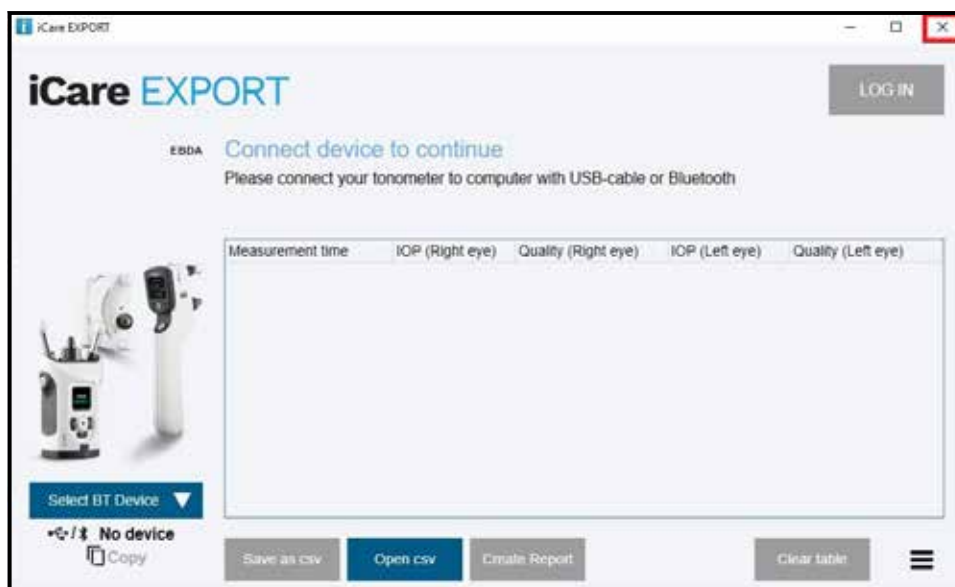 iCare EXPORT
iCare EXPORT
LOG IN
EBDA
Connect device to continue
Please connect your tonometer to computer with USB-cable or Bluetooth
Measurement time IOP (Right eye) Quality (Right eye) IOP (Left eye) Quality (Left eye)
Select BT Device
No device
Copy
Save as csv Open csv Create Report Clear table